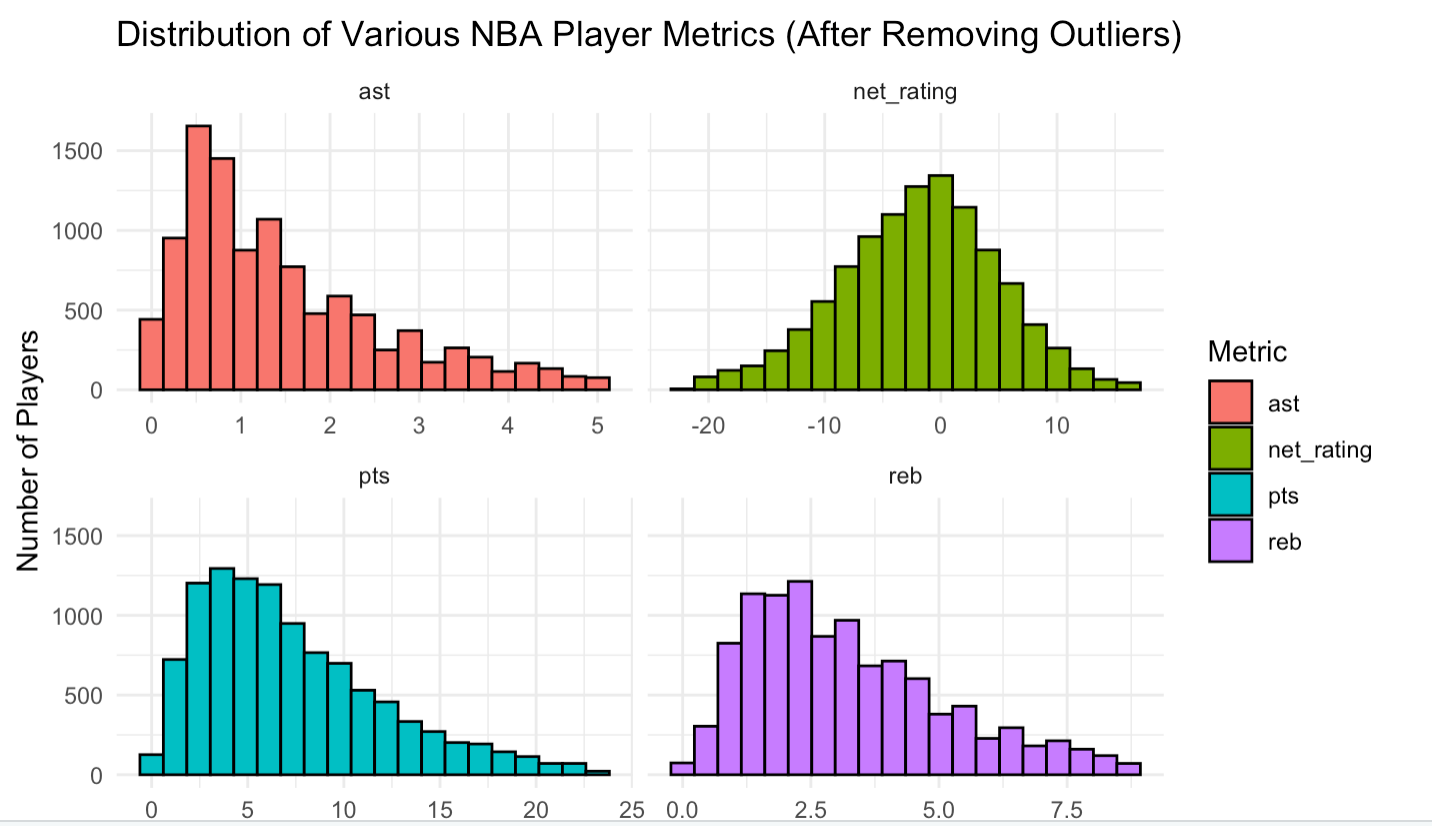 Distribution of Various NBA Player Metrics (After Removing Outliers)
ast
net_rating
1500
1000
500
0
0 1 2 3 4 5
-20 -10 0 10
Number of Players
pts
reb
1500
1000
500
0
0 5 10 15 20 25
0.0 2.5 5.0 7.5
Metric
ast
net_rating
pts
reb